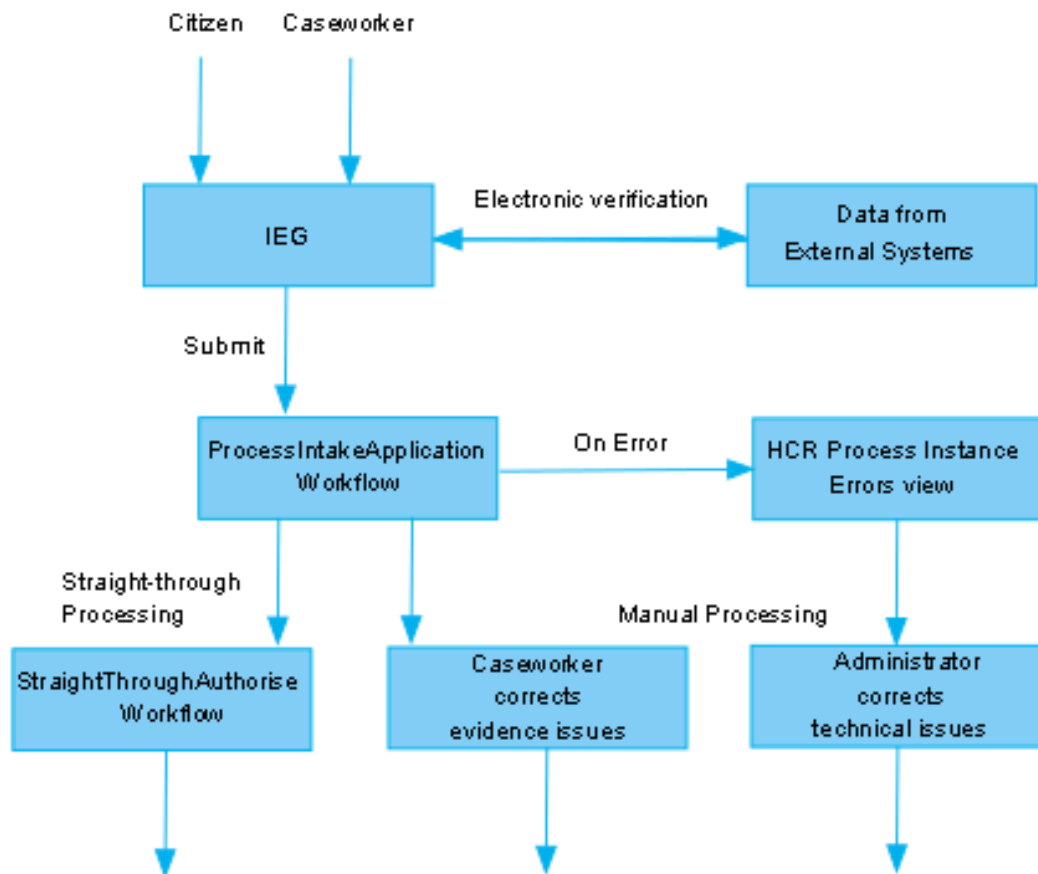 Citizen
Caseworker
IEG
Electronic verification
Data from
External Systems
Submit
ProcessIntakeApplication
Workflow
On Error
HCR Process Instance
Errors view
Straight-through
Processing
Manual Processing
StraightThroughAuthorise
Workflow
Caseworker
corrects
evidence issues
Administrator
corrects
technical issues